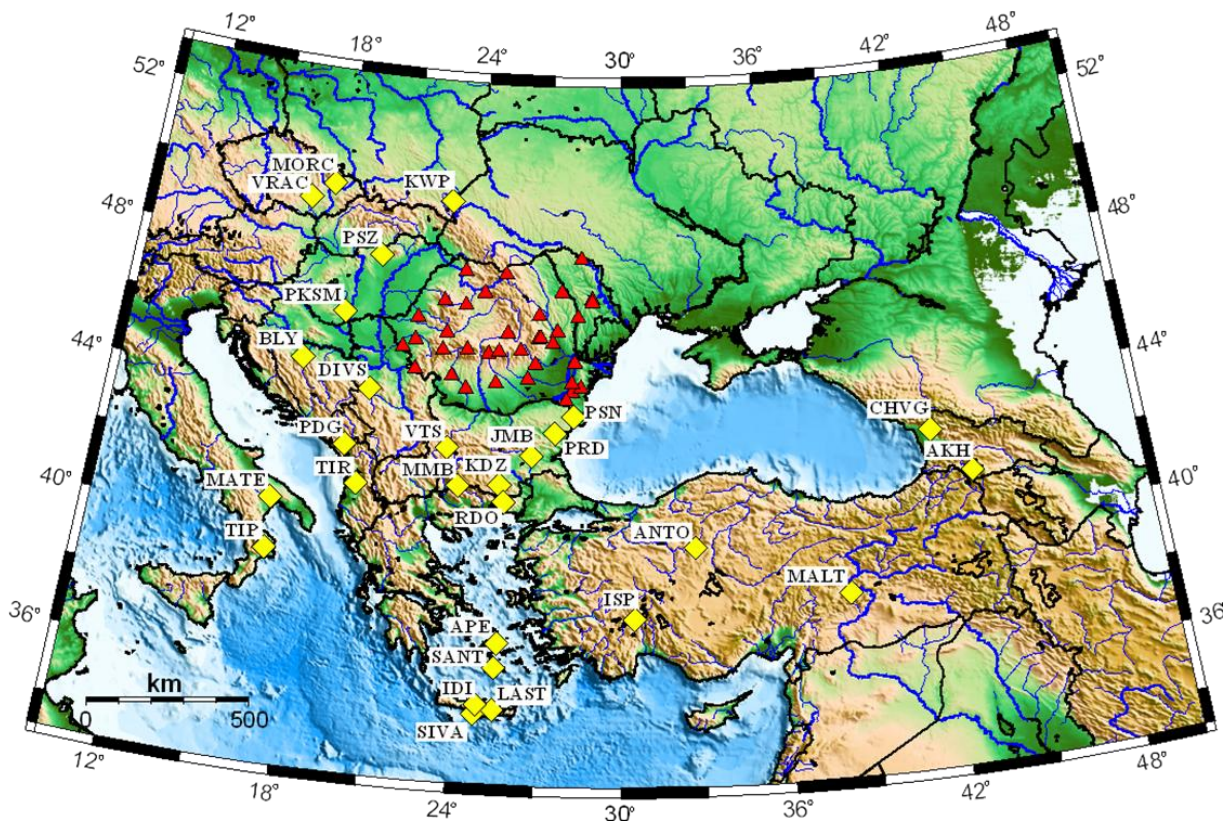 12° 18° 24° 30° 36° 42° 48°
52° 52°
MORC
VRAC
KWP
48° 48°
PSZ
PKSM
44° 44°
BLY
DIVS
PSN
CHVG
PDG VTS JMB PRD
AKH
TIR MMB KDZ
40° 40°
MATE
RDO
TIP ANTO
MALT
36° ISP 36°
APE
SANT
km
IDI LAST
0 500
SIVA
12° 18° 24° 30° 36° 42° 48°